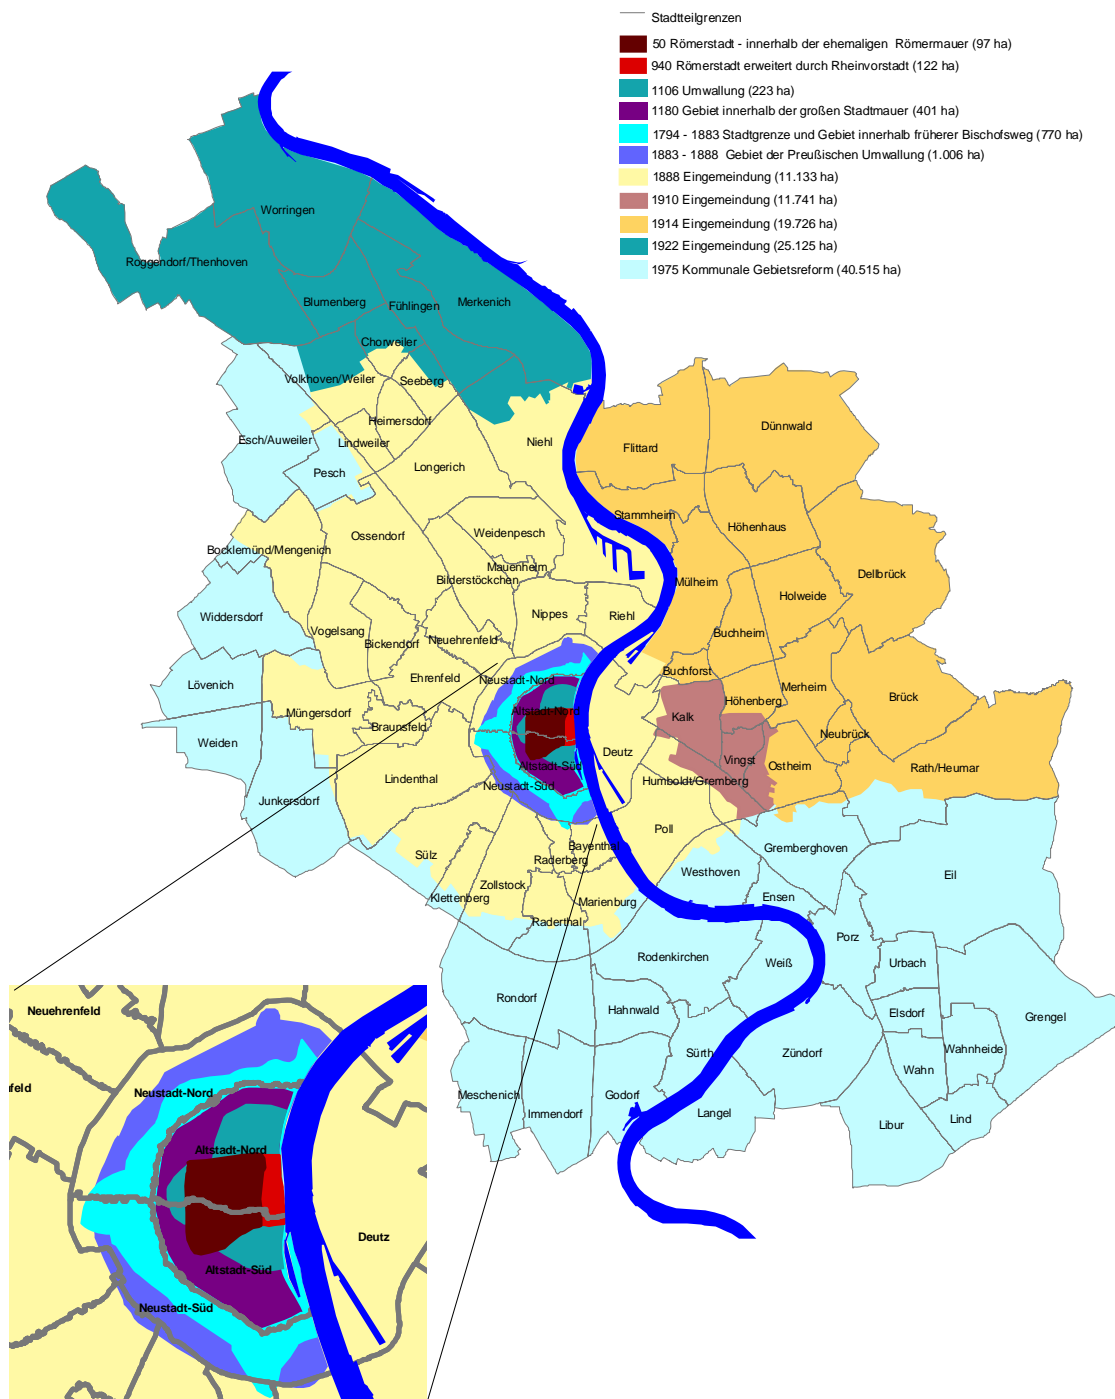 Stadtteilgrenzen
50 Römerstadt - innerhalb der ehemaligen Römermauer (97 ha)
940 Römerstadt erweitert durch Rheinvorstadt (122 ha)
1106 Umwallung (223 ha)
1180 Gebiet innerhalb der großen Stadtmauer (401 ha)
1794 - 1883 Stadtgrenze und Gebiet innerhalb früherer Bischofsweg (770 ha)
1883 - 1888 Gebiet der Preußischen Umwallung (1.006 ha)
1888 Eingemeindung (11.133 ha)
1910 Eingemeindung (11.741 ha)
1914 Eingemeindung (19.726 ha)
1922 Eingemeindung (25.125 ha)
1975 Kommunale Gebietsreform (40.515 ha)
Worringen
Roggendorf/Thenhoven
Blumenberg
Fühlingen
Merkenich
Chorweiler
Volkhoven/Weiler
Seeberg
Heimersdorf
Esch/Auweiler
Lindweiler
Niehl
Flittard
Dünnwald
Pesch
Longerich
Stammheim
Höhenhaus
Ossendorf
Weidenpesch
Bocklemünd/Mengenich
Mauenheim
Bilderstöckchen
Mülheim
Dellbrück
Holweide
Widdersdorf
Nippes
Riehl
Vogelsang
Bickendorf
Neuehrenfeld
Buchheim
Ehrenfeld
Neustadt-Nord
Buchforst
Lövenich
Merheim
Brück
Müngersdorf
Altstadt-Nord
Kalk
Höhenberg
Braunsfeld
Neubrück
Weiden
Deutz
Vingst
Ostheim
Rath/Heumar
Altstadt-Süd
Lindenthal
Neustadt-Süd
Humboldt/Gremberg
Junkersdorf
Poll
Bayenthal
Gremberghoven
Sülz
Raderberg
Westhoven
Eil
Zollstock
Klettenberg
Marienburg
Ensen
Raderthal
Porz
Rodenkirchen
Weiß
Urbach
Rondorf
Hahnwald
Elsdorf
Grengel
Sürth
Zündorf
Wahnheide
Wahn
Meschenich
Immendorf
Godorf
Langel
Libur
Lind
Neuehrenfeld
nfeld
Neustadt-Nord
Altstadt-Nord
Deutz
Altstadt-Süd
Neustadt-Süd